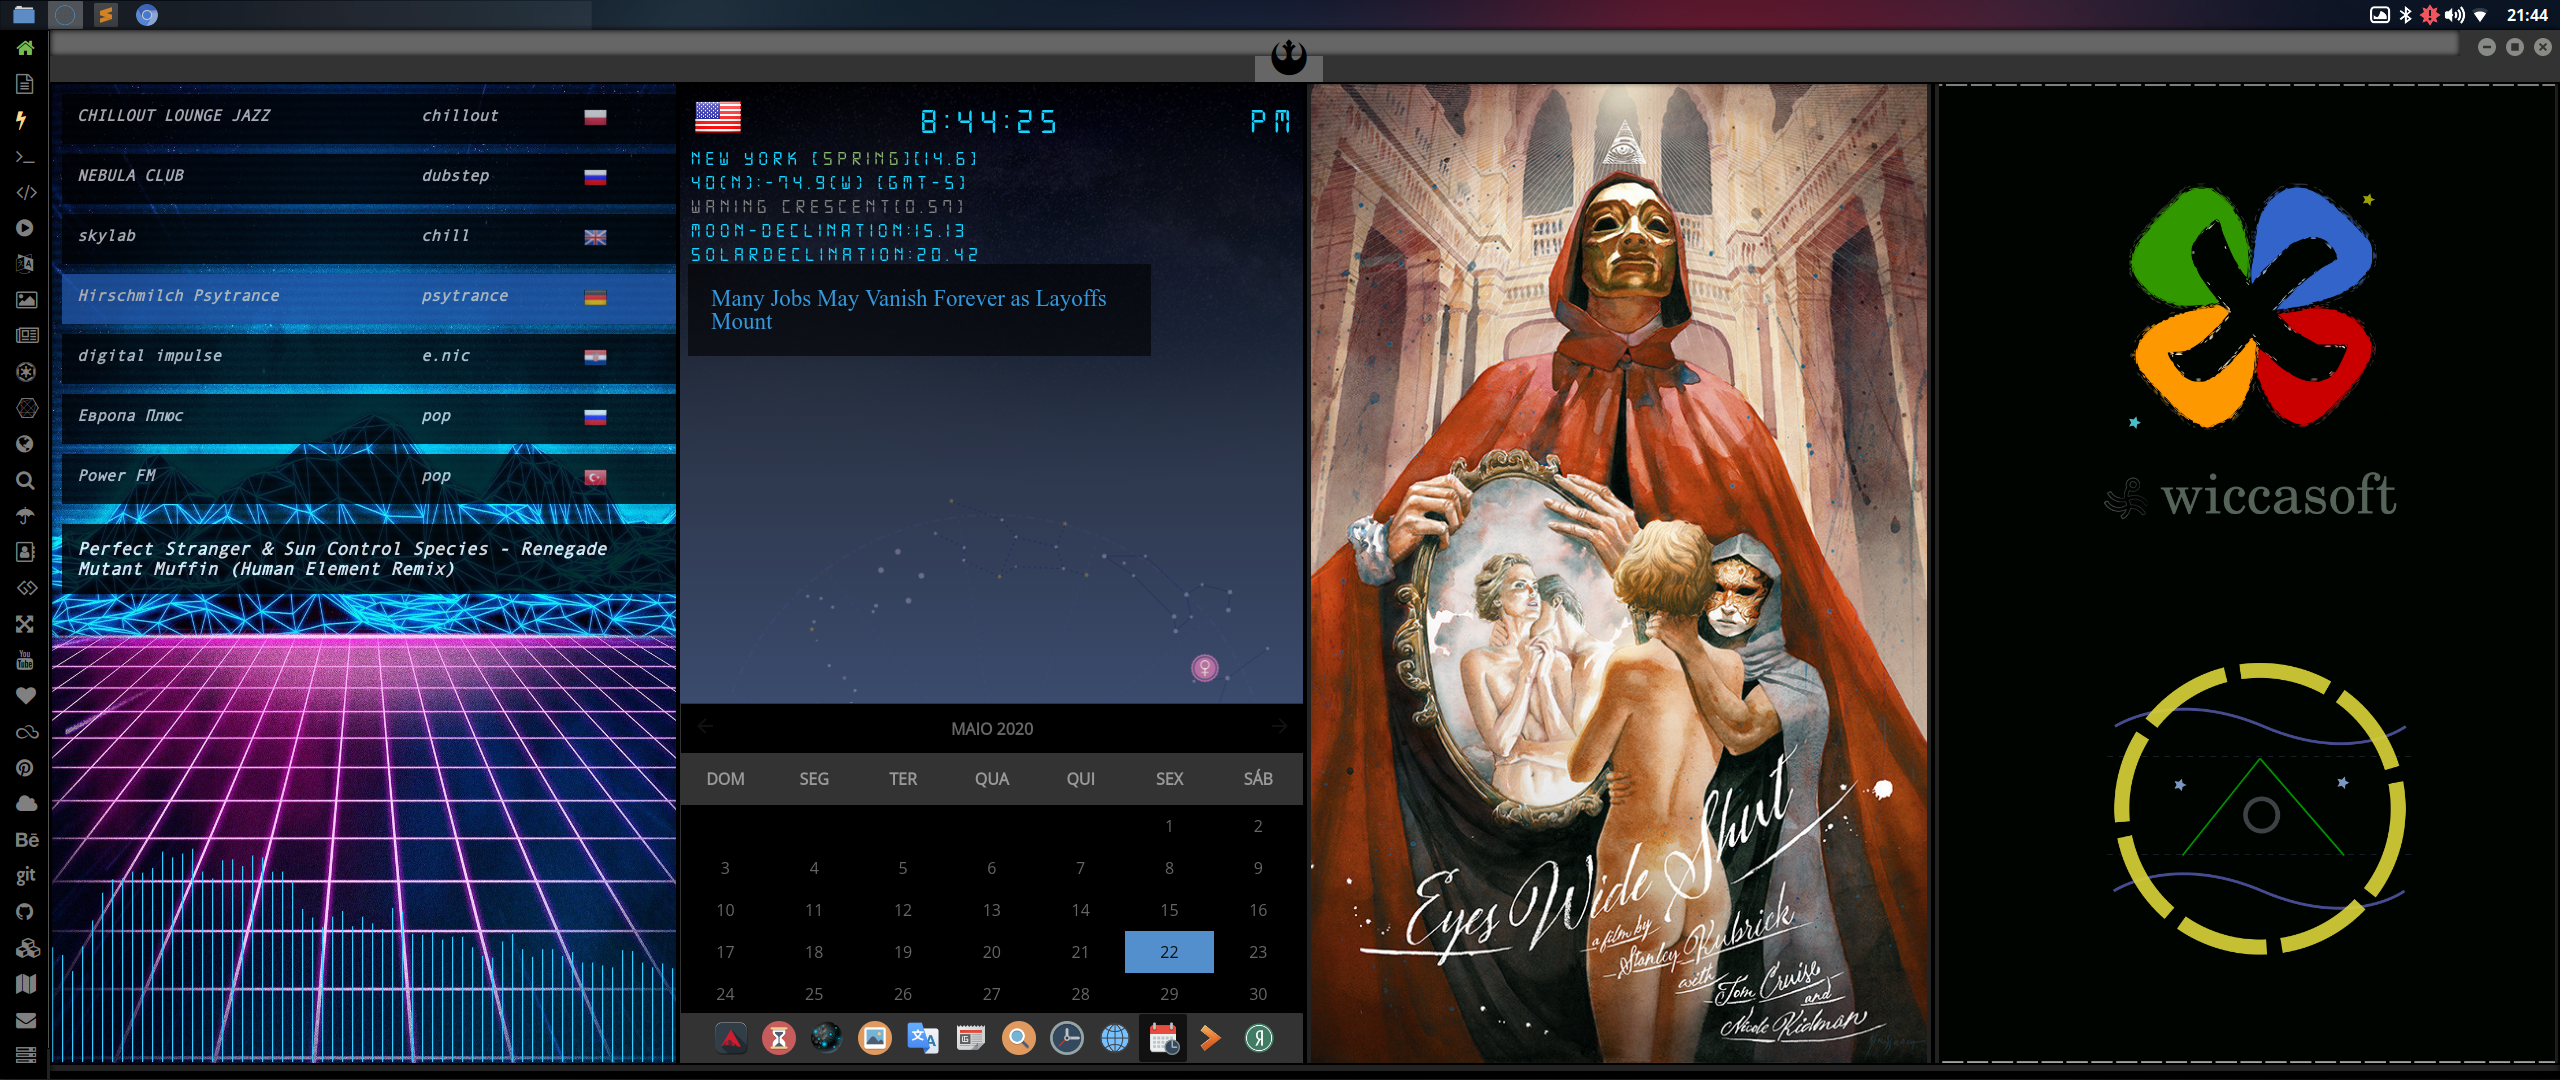 21:44
CHILLOUT LOUNGE JAZZ chillout
NEBULA CLUB dubstep
skylab chill
Hirschmilch Psytrance psytrance
digital impulse e.nic
Европа Плюс pop
Power FM pop
Perfect Stranger & Sun Control Species - Renegade
Mutant Muffin (Human Element Remix)
You
Tube
Bē
git
8:44:25 PM
NEW YORK [SPRING][14.6]
40(N):-74.9(W) [GMT-5]
WANING CRESCENT[0.57]
MOON-DECLINATION:15.13
SOLARDECLINATION:20.42
Many Jobs May Vanish Forever as Layoffs
Mount
MAIO 2020
DOM SEG TER QUA QUI SEX SÁB
1 2
3 4 5 6 7 8 9
10 11 12 13 14 15 16
17 18 19 20 21 22 23
24 25 26 27 28 29 30
Eyes Wide Shut
a film by
Stanley Kubrick
with
Tom Cruise
and
Nicole Kidman
wiccasoft